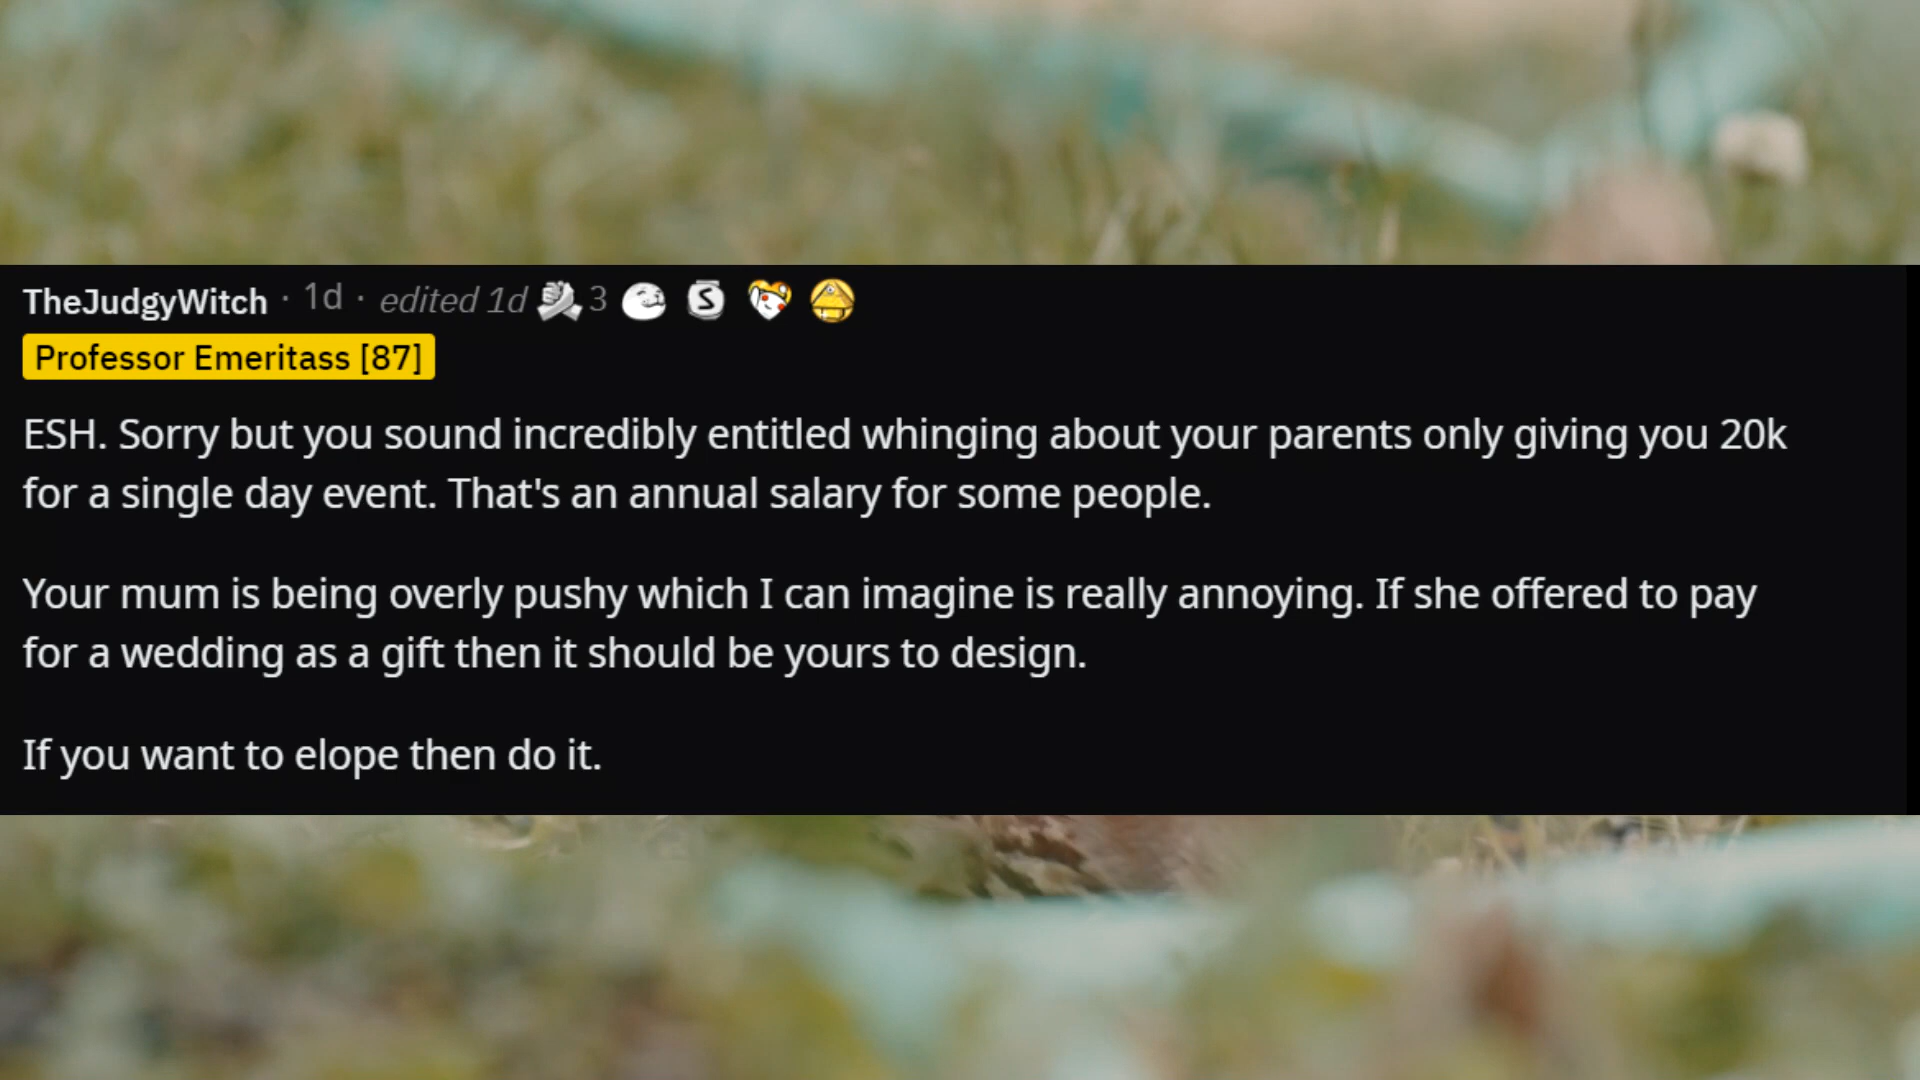 TheJudgyWitch · 1d · edited 1d 3
Professor Emeritass [87]
ESH. Sorry but you sound incredibly entitled whinging about your parents only giving you 20k
for a single day event. That's an annual salary for some people.
Your mum is being overly pushy which I can imagine is really annoying. If she offered to pay
for a wedding as a gift then it should be yours to design.
If you want to elope then do it.